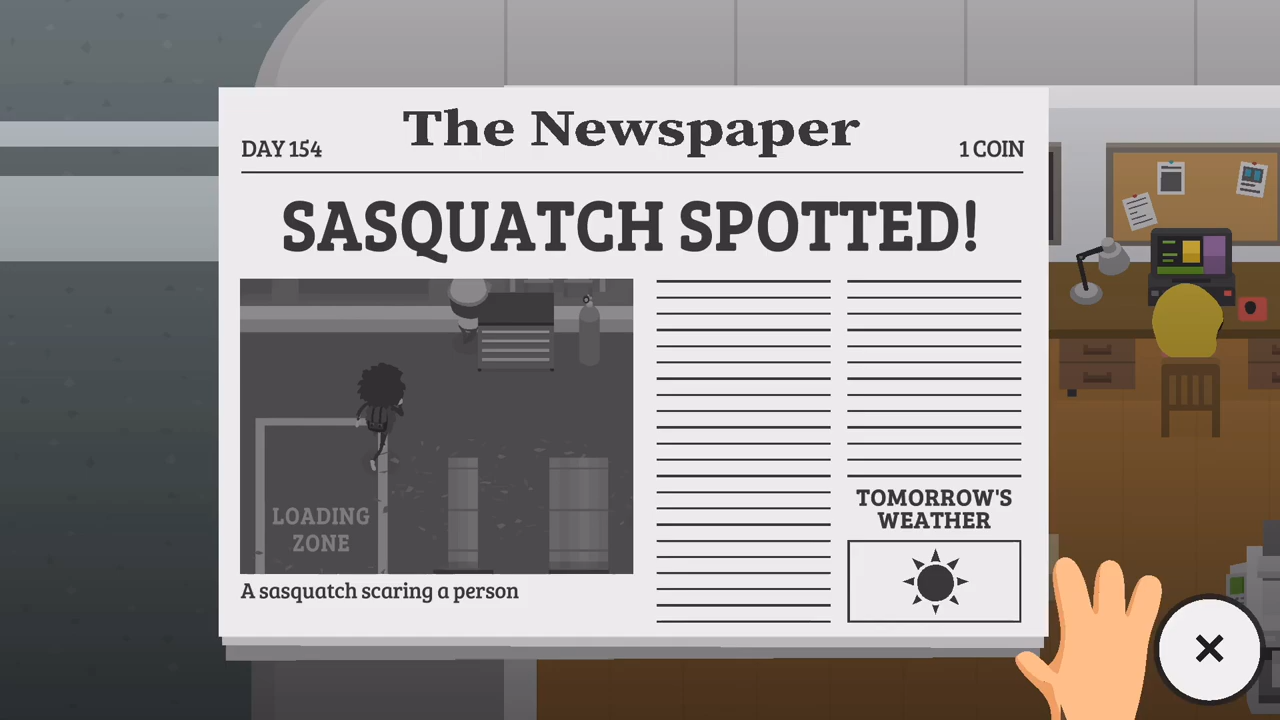 The Newspaper
DAY 154
1 COIN
SASQUATCH SPOTTED!
LOADING
ZONE
A sasquatch scaring a person
TOMORROW'S
WEATHER